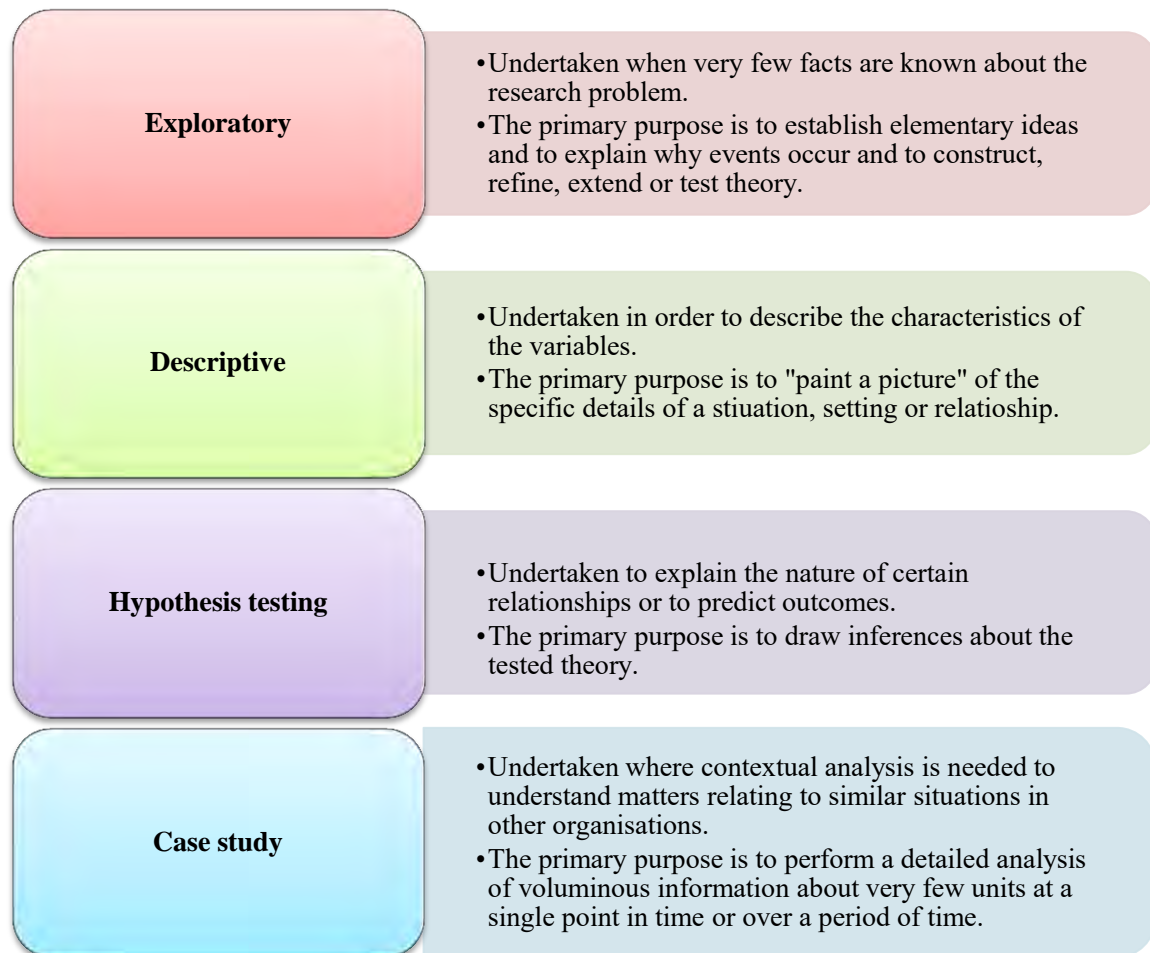 Exploratory
•Undertaken when very few facts are known about the
research problem.
•The primary purpose is to establish elementary ideas
and to explain why events occur and to construct,
refine, extend or test theory.
Descriptive
•Undertaken in order to describe the characteristics of
the variables.
•The primary purpose is to "paint a picture" of the
specific details of a stiuation, setting or relatioship.
Hypothesis testing
•Undertaken to explain the nature of certain
relationships or to predict outcomes.
•The primary purpose is to draw inferences about the
tested theory.
Case study
•Undertaken where contextual analysis is needed to
understand matters relating to similar situations in
other organisations.
•The primary purpose is to perform a detailed analysis
of voluminous information about very few units at a
single point in time or over a period of time.